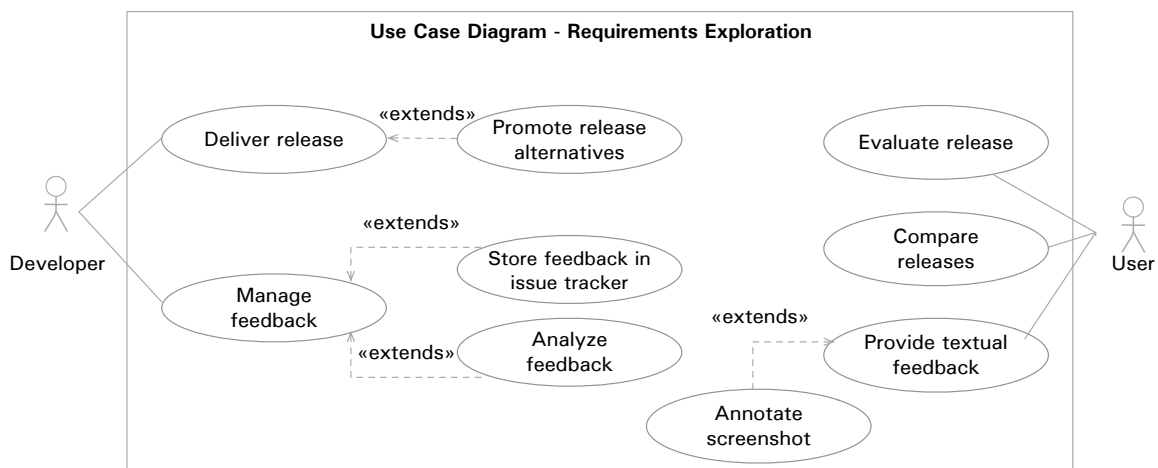 Use Case Diagram - Requirements Exploration
«extends»
Deliver release
Promote release
alternatives
Evaluate release
«extends»
Developer
Store feedback in
issue tracker
Compare
releases
User
Manage
feedback
«extends»
«extends»
Analyze
feedback
Provide textual
feedback
Annotate
screenshot